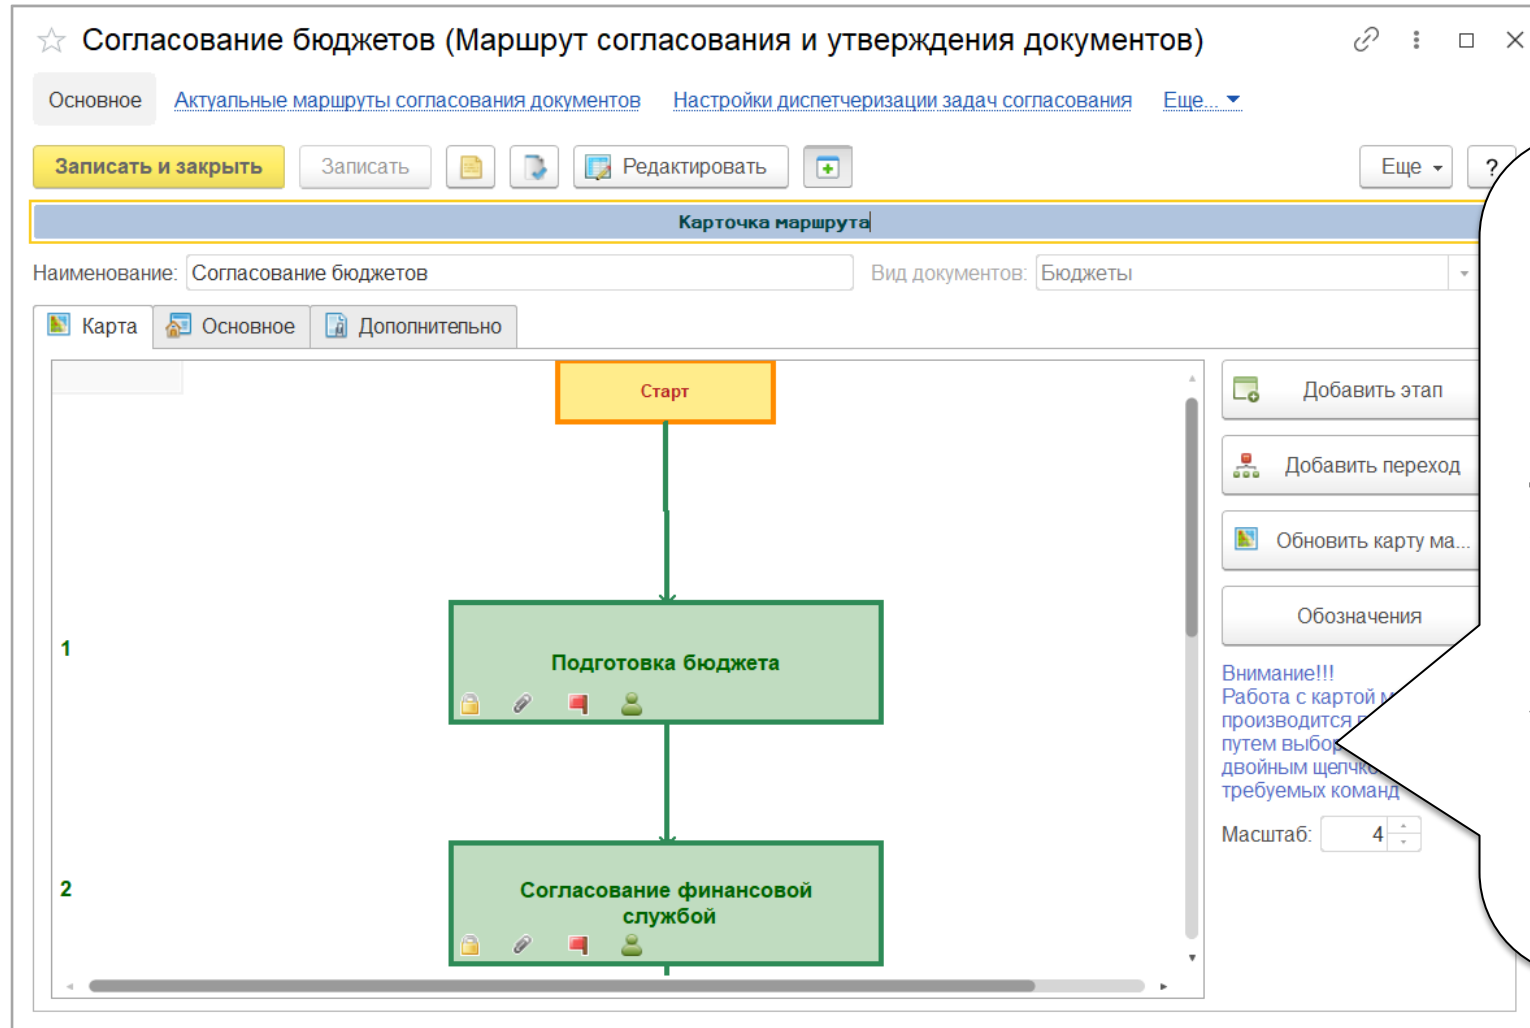 Согласование бюджетов (Маршрут согласования и утверждения документов)
Основное Актуальные маршруты согласования документов Настройки диспетчеризации задач согласования Еще...
Записать и закрыть Записать Редактировать Еще ?
Карточка маршрута
Наименование: Согласование бюджетов Вид документов: Бюджеты
Карта Основное Дополнительно
Старт
Добавить этап
Добавить переход
Обновить карту ма...
Обозначения
1
Подготовка бюджета
Внимание!!!
Работа с картой
производится
путем
двойным
требуемых команд
Масштаб: 4
2
Согласование финансовой
службой